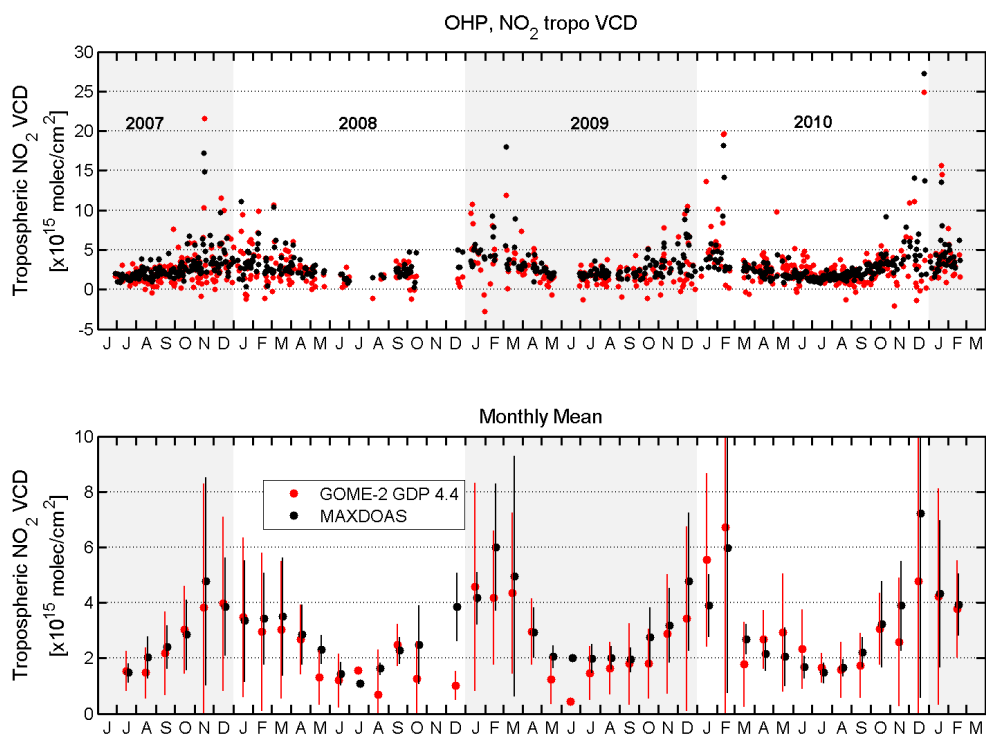 OHP, NO2 tropo VCD
Tropospheric NO2 VCD
[x10^15 molec/cm^2]
30
25
20
15
10
5
0
-5
2007
2008
2009
2010
J J A S O N D J F M A M J J A S O N D J F M A M J J A S O N D J F M A M J J A S O N D J F M
Monthly Mean
Tropospheric NO2 VCD
[x10^15 molec/cm^2]
10
8
6
4
2
0
GOME-2 GDP 4.4
MAXDOAS
J J A S O N D J F M A M J J A S O N D J F M A M J J A S O N D J F M A M J J A S O N D J F M